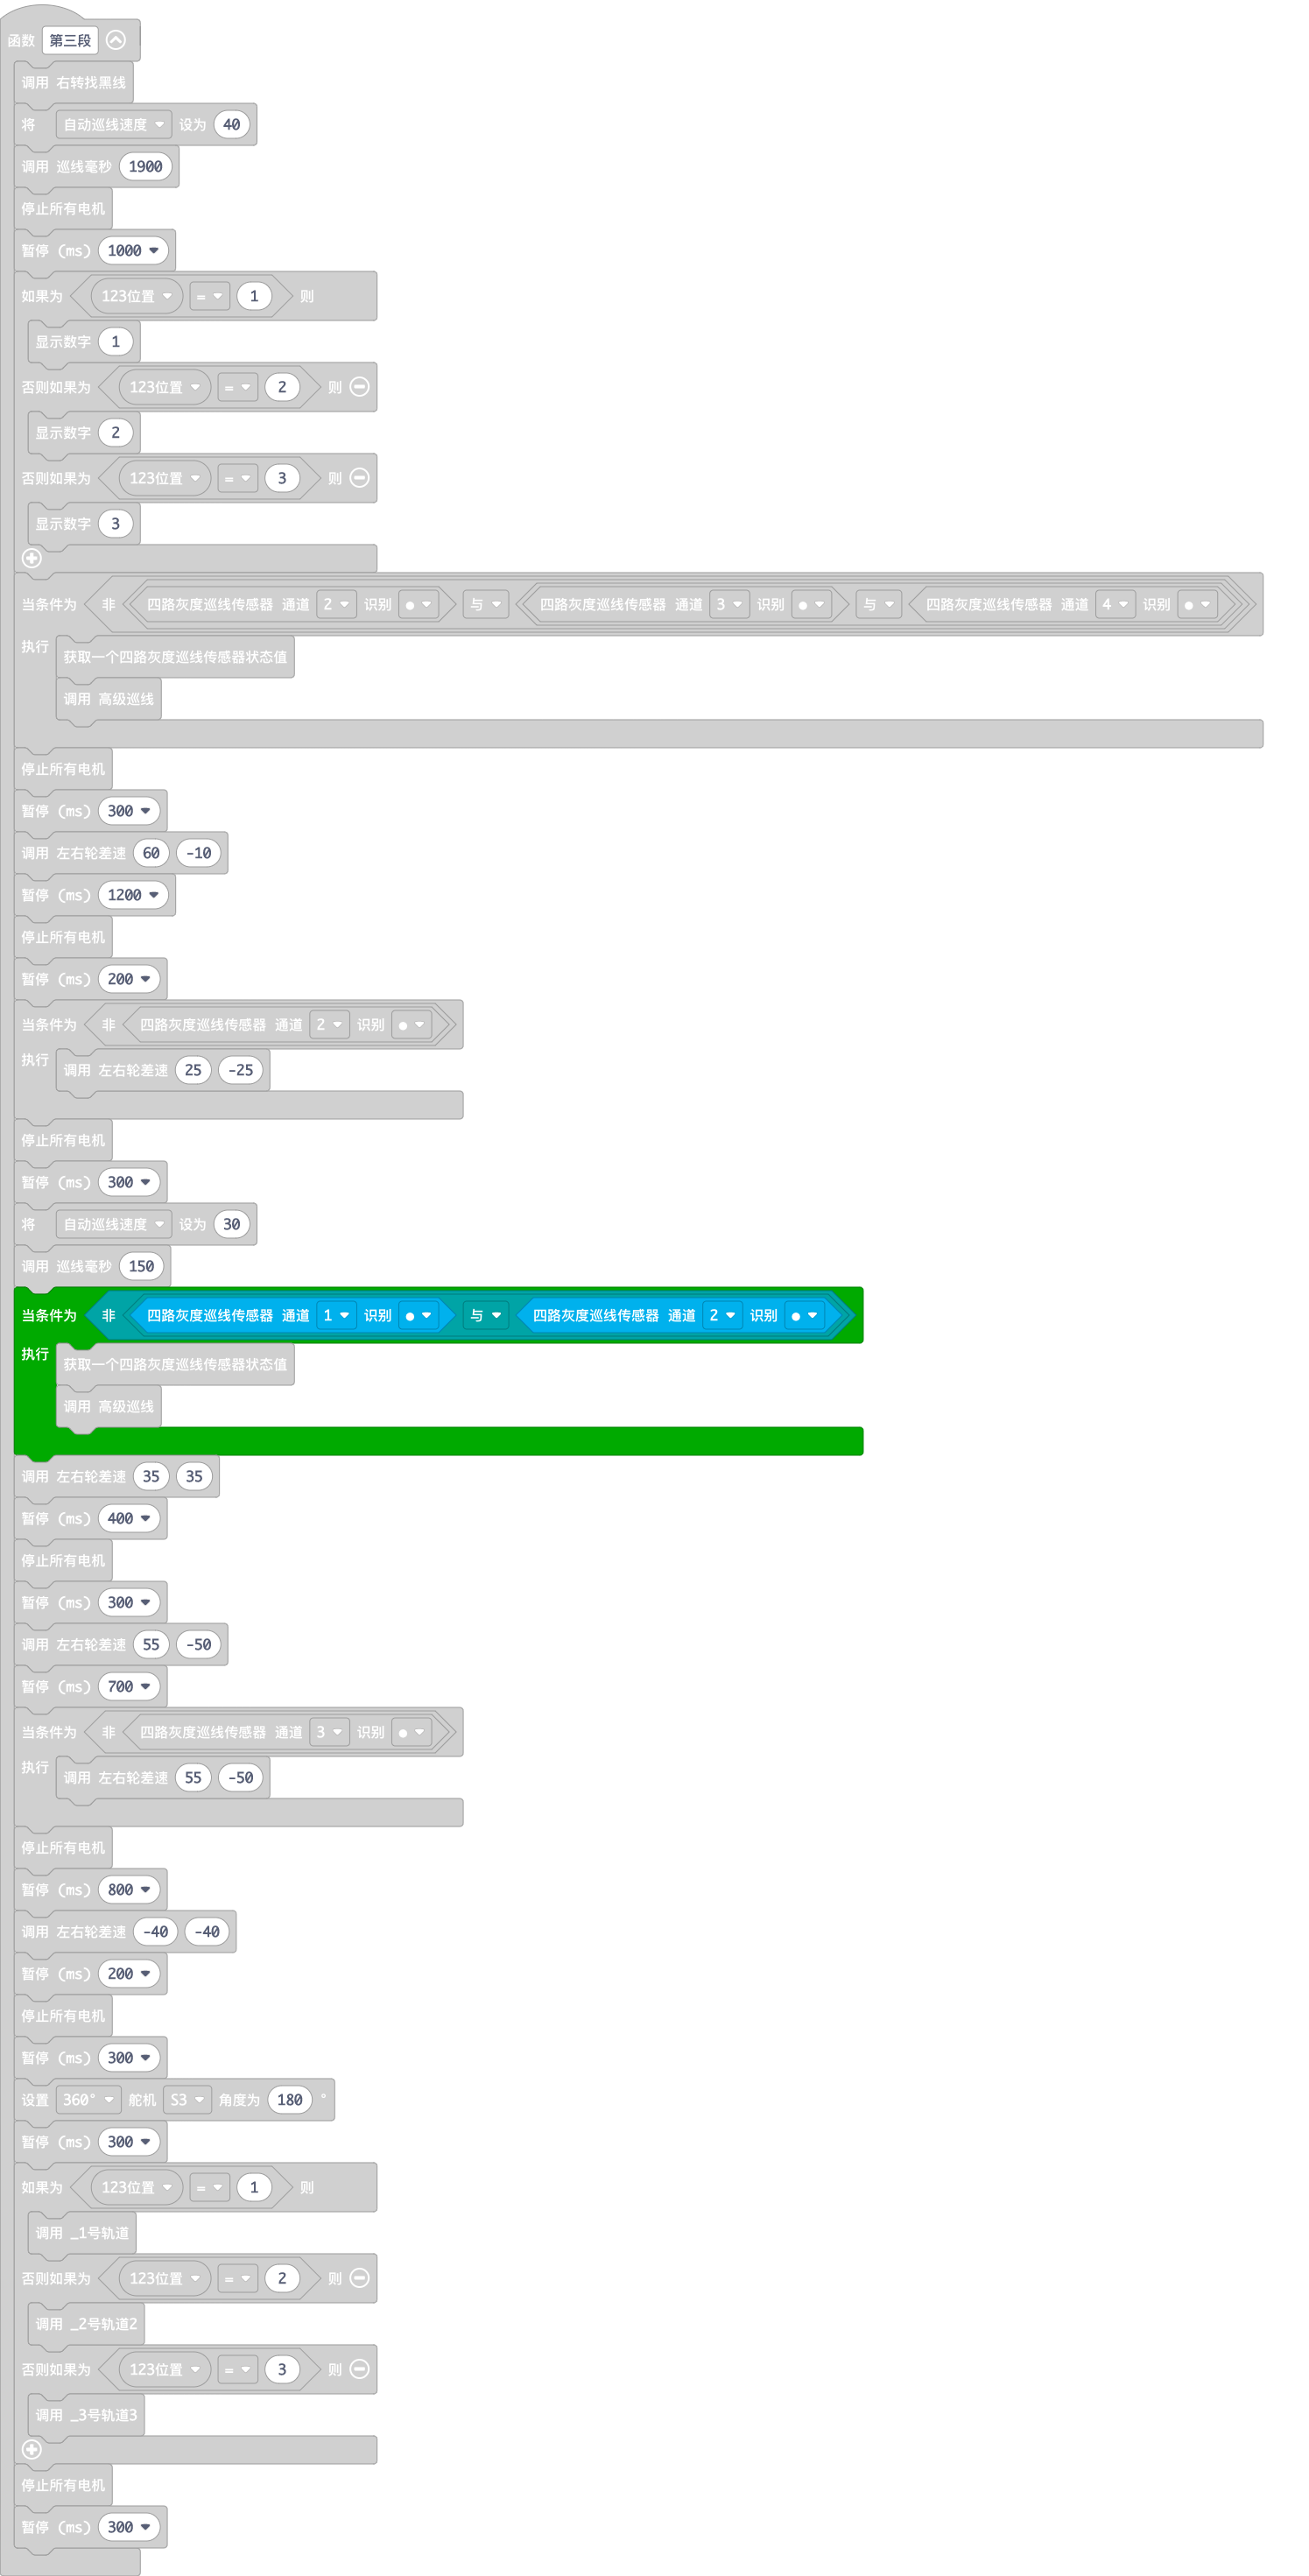 函数 第三段
调用 右转找黑线
将 自动巡线速度 设为 40
调用 巡线毫秒 1900
停止所有电机
暂停 (ms) 1000
如果为 123位置 = 1 则
显示数字 1
否则如果为 123位置 = 2 则
显示数字 2
否则如果为 123位置 = 3 则
显示数字 3
当条件为 非 四路灰度巡线传感器 通道 2 识别 ● 与 四路灰度巡线传感器 通道 3 识别 ● 与 四路灰度巡线传感器 通道 4 识别 ●
执行 获取一个四路灰度巡线传感器状态值
调用 高级巡线
停止所有电机
暂停 (ms) 300
调用 左右轮差速 60 -10
暂停 (ms) 1200
停止所有电机
暂停 (ms) 200
当条件为 非 四路灰度巡线传感器 通道 2 识别 ●
执行 调用 左右轮差速 25 -25
停止所有电机
暂停 (ms) 300
将 自动巡线速度 设为 30
调用 巡线毫秒 150
当条件为 非 四路灰度巡线传感器 通道 1 识别 ● 与 四路灰度巡线传感器 通道 2 识别 ●
执行 获取一个四路灰度巡线传感器状态值
调用 高级巡线
调用 左右轮差速 35 35
暂停 (ms) 400
停止所有电机
暂停 (ms) 300
调用 左右轮差速 55 -50
暂停 (ms) 700
当条件为 非 四路灰度巡线传感器 通道 3 识别 ●
执行 调用 左右轮差速 55 -50
停止所有电机
暂停 (ms) 800
调用 左右轮差速 -40 -40
暂停 (ms) 200
停止所有电机
暂停 (ms) 300
设置 360° 舵机 S3 角度为 180 °
暂停 (ms) 300
如果为 123位置 = 1 则
调用 _1号轨道
否则如果为 123位置 = 2 则
调用 _2号轨道2
否则如果为 123位置 = 3 则
调用 _3号轨道3
停止所有电机
暂停 (ms) 300